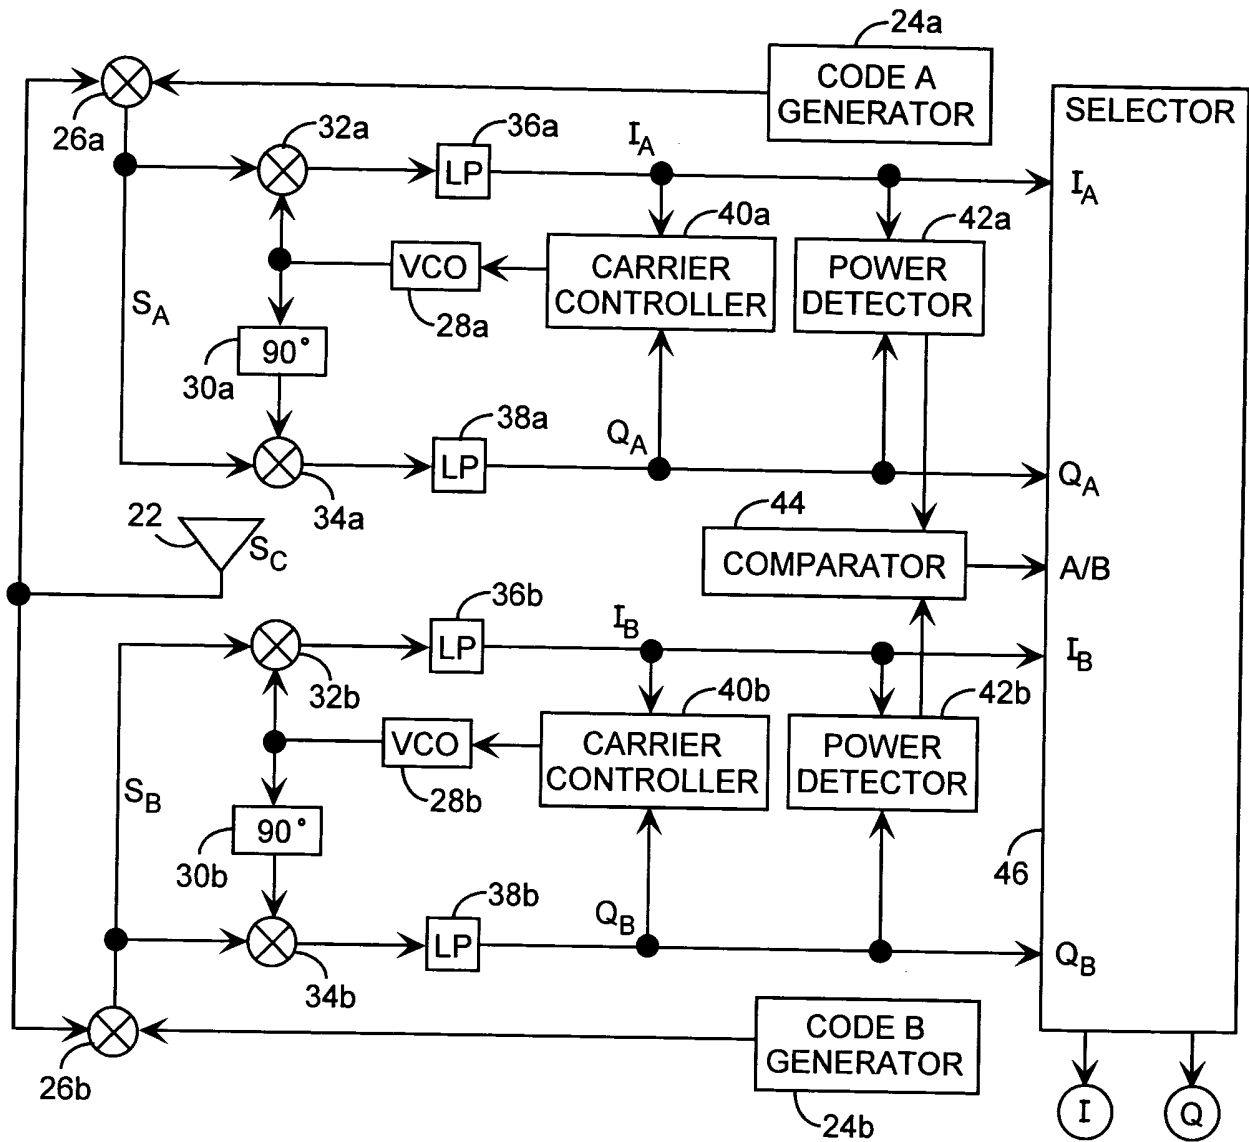 24a
CODE A
GENERATOR
SELECTOR
26a
32a
36a
LP
I_A
I_A
40a
42a
VCO
CARRIER
CONTROLLER
POWER
DETECTOR
28a
S_A
90°
30a
38a
LP
Q_A
Q_A
34a
22
S_C
44
COMPARATOR
A/B
36b
LP
I_B
I_B
32b
40b
42b
VCO
CARRIER
CONTROLLER
POWER
DETECTOR
28b
S_B
90°
30b
46
38b
LP
Q_B
Q_B
34b
26b
CODE B
GENERATOR
24b
I
Q